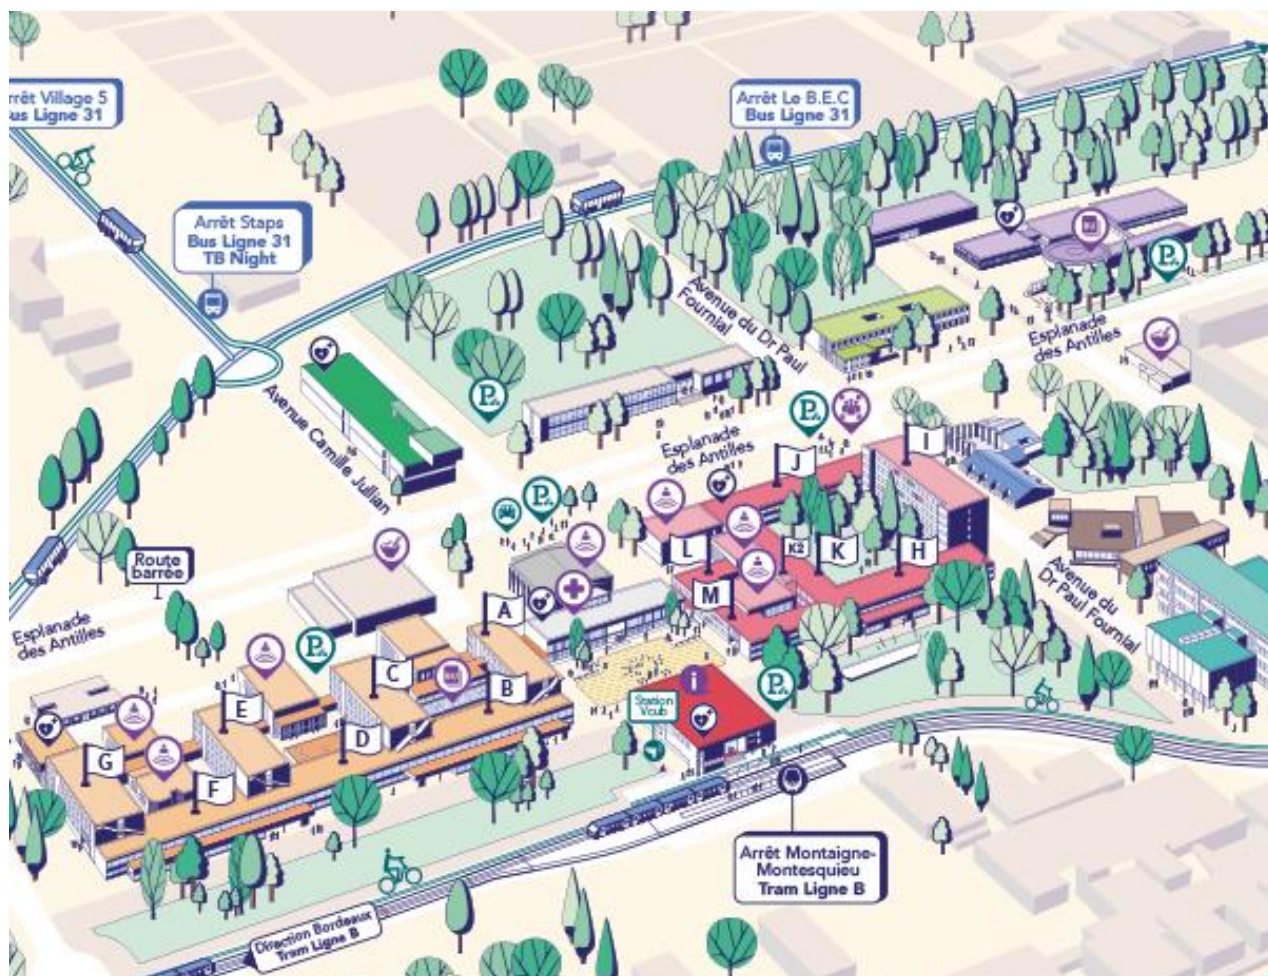 rrêt Village 5
us Ligne 31
Arrêt Le B.E.C
Bus Ligne 31
Arrêt Staps
Bus Ligne 31
TB Night
Avenue du Dr Paul
Fournial
Esplanade
des Antilles
Avenue Camille Jullian
Esplanade
des Antilles
Route
barrée
Esplanade
des Antilles
Avenue du
Dr Paul Fournial
P
P
P
P
P
P
I
J
L
K2
K
H
M
A
B
C
D
E
F
G
i
Station
Vcub
Arrêt Montaigne-
Montesquieu
Tram Ligne B
Direction Bordeaux
Tram Ligne B